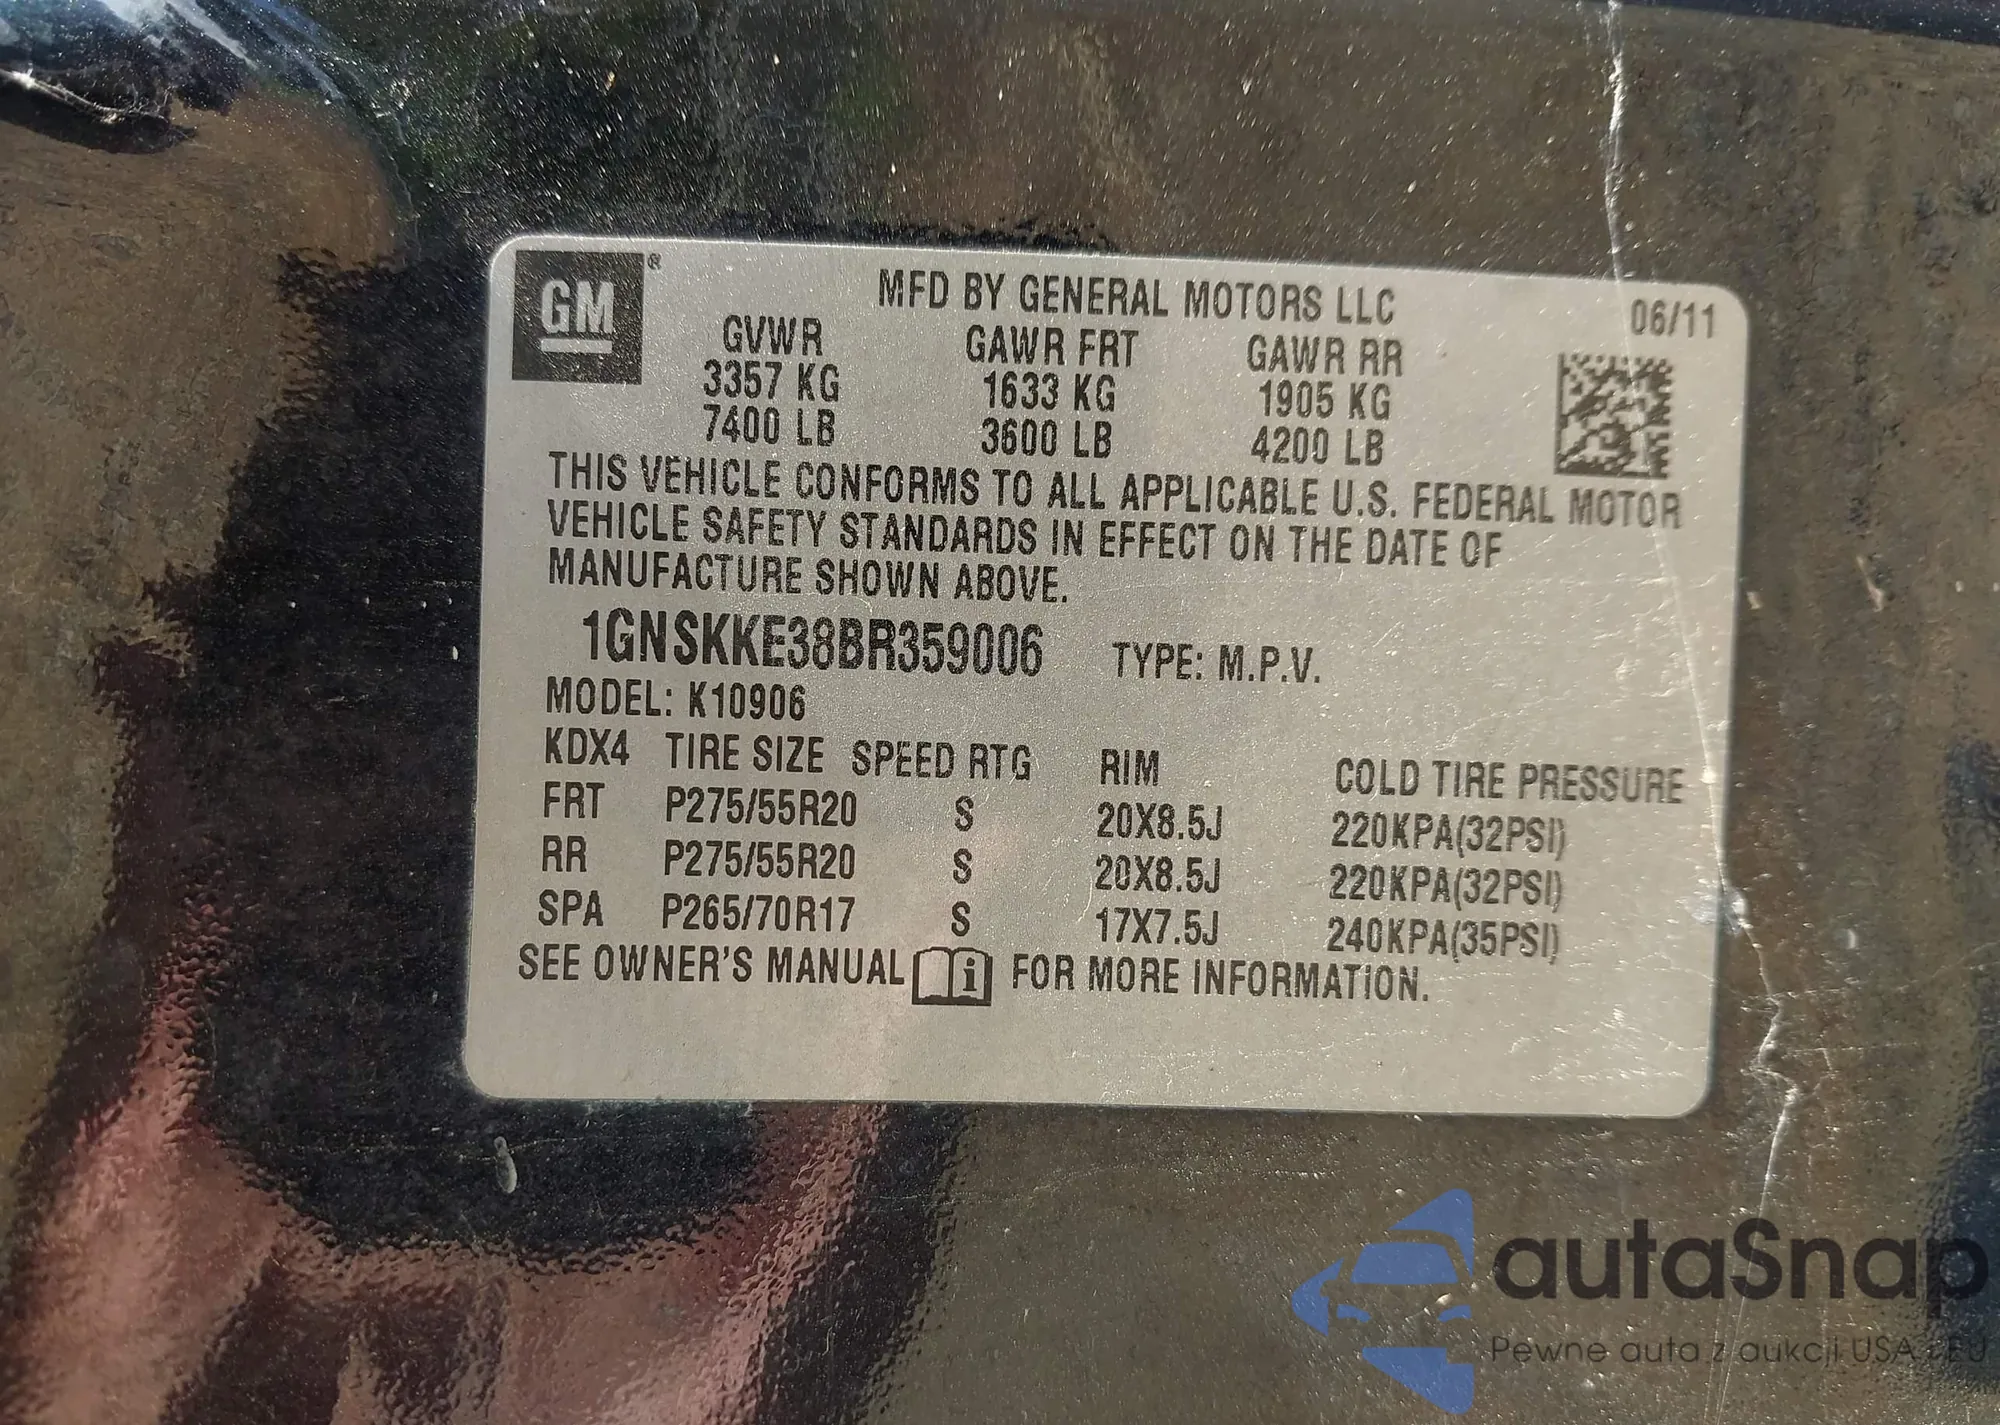 GM®
MFD BY GENERAL MOTORS LLC 06/11
GVWR GAWR FRT GAWR RR
3357 KG 1633 KG 1905 KG
7400 LB 3600 LB 4200 LB
THIS VEHICLE CONFORMS TO ALL APPLICABLE U.S. FEDERAL MOTOR
VEHICLE SAFETY STANDARDS IN EFFECT ON THE DATE OF
MANUFACTURE SHOWN ABOVE.
1GNSKKE38BR359006 TYPE: M.P.V.
MODEL: K10906
KDX4 TIRE SIZE SPEED RTG RIM COLD TIRE PRESSURE
FRT P275/55R20 S 20X8.5J 220KPA(32PSI)
RR P275/55R20 S 20X8.5J 220KPA(32PSI)
SPA P265/70R17 S 17X7.5J 240KPA(35PSI)
SEE OWNER'S MANUAL i FOR MORE INFORMATION.
autaSnap
Pewne auta z aukcji USA i EU